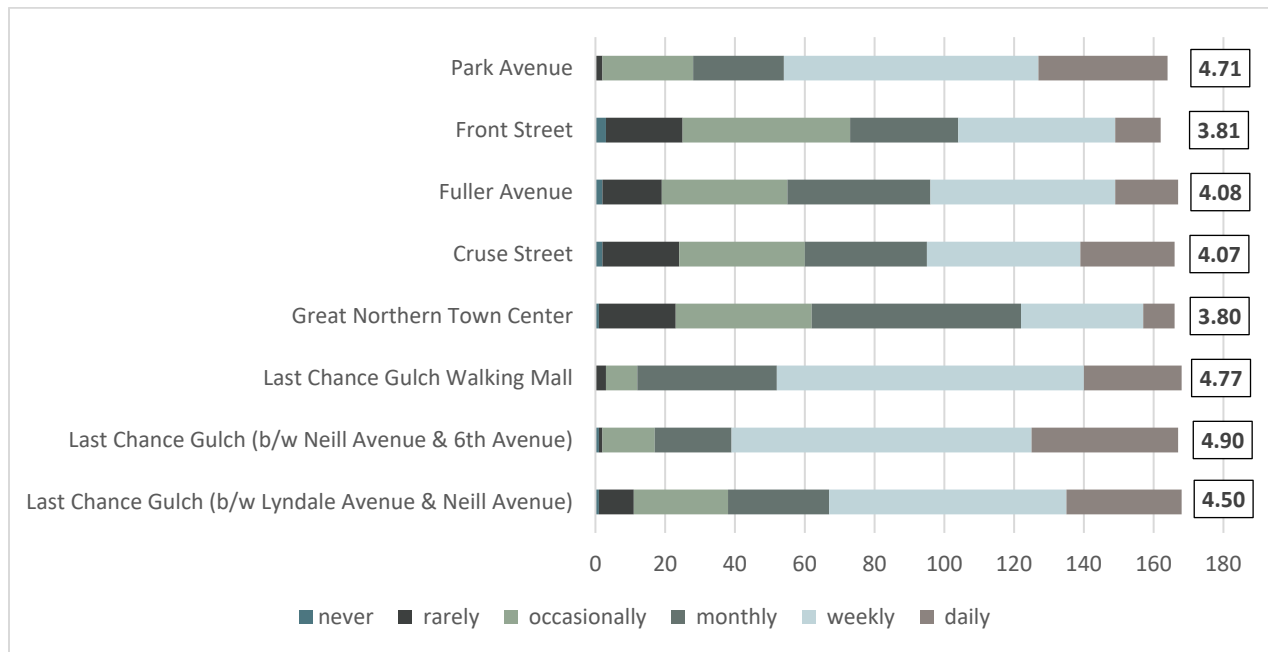 Park Avenue 4.71
Front Street 3.81
Fuller Avenue 4.08
Cruse Street 4.07
Great Northern Town Center 3.80
Last Chance Gulch Walking Mall 4.77
Last Chance Gulch (b/w Neill Avenue & 6th Avenue) 4.90
Last Chance Gulch (b/w Lyndale Avenue & Neill Avenue) 4.50
0 20 40 60 80 100 120 140 160 180
never rarely occasionally monthly weekly daily